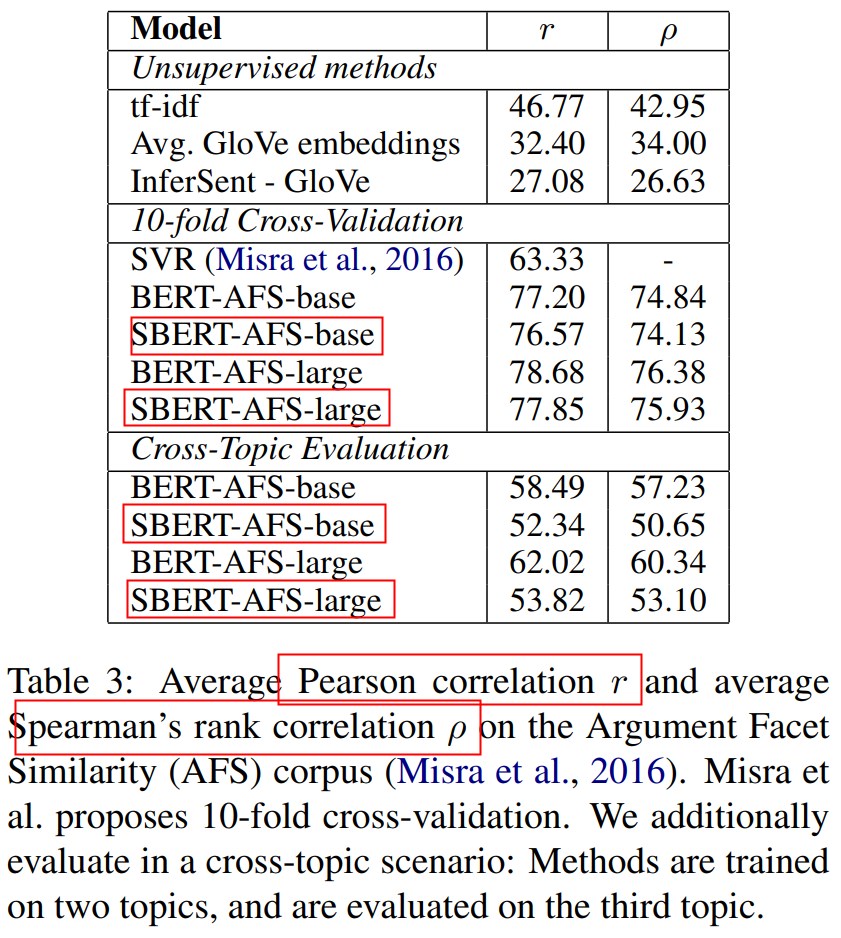 Model r ρ
Unsupervised methods
tf-idf 46.77 42.95
Avg. GloVe embeddings 32.40 34.00
InferSent - GloVe 27.08 26.63
10-fold Cross-Validation
SVR (Misra et al., 2016) 63.33 -
BERT-AFS-base 77.20 74.84
SBERT-AFS-base 76.57 74.13
BERT-AFS-large 78.68 76.38
SBERT-AFS-large 77.85 75.93
Cross-Topic Evaluation
BERT-AFS-base 58.49 57.23
SBERT-AFS-base 52.34 50.65
BERT-AFS-large 62.02 60.34
SBERT-AFS-large 53.82 53.10
Table 3: Average Pearson correlation r and average
Spearman's rank correlation ρ on the Argument Facet
Similarity (AFS) corpus (Misra et al., 2016). Misra et
al. proposes 10-fold cross-validation. We additionally
evaluate in a cross-topic scenario: Methods are trained
on two topics, and are evaluated on the third topic.